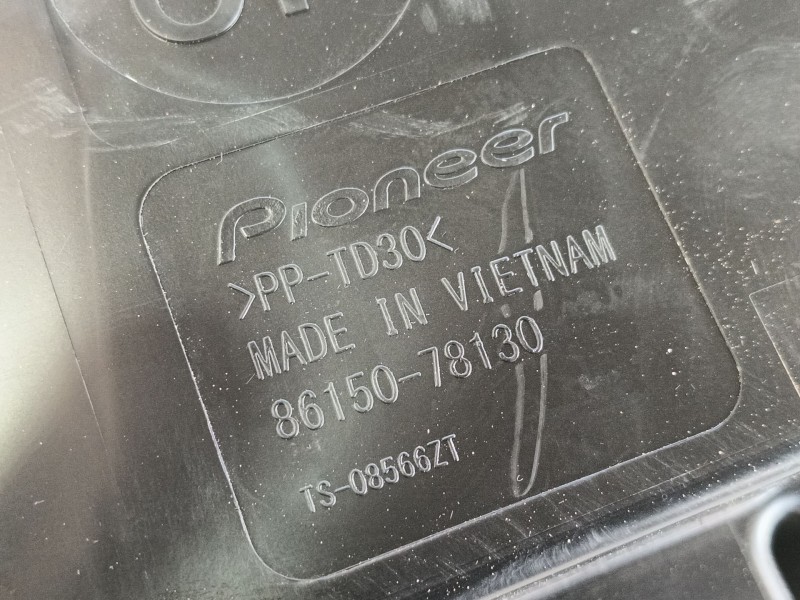 Pioneer
>PP-TD30<
MADE IN VIETNAM
86150-78130
TS-08566ZT